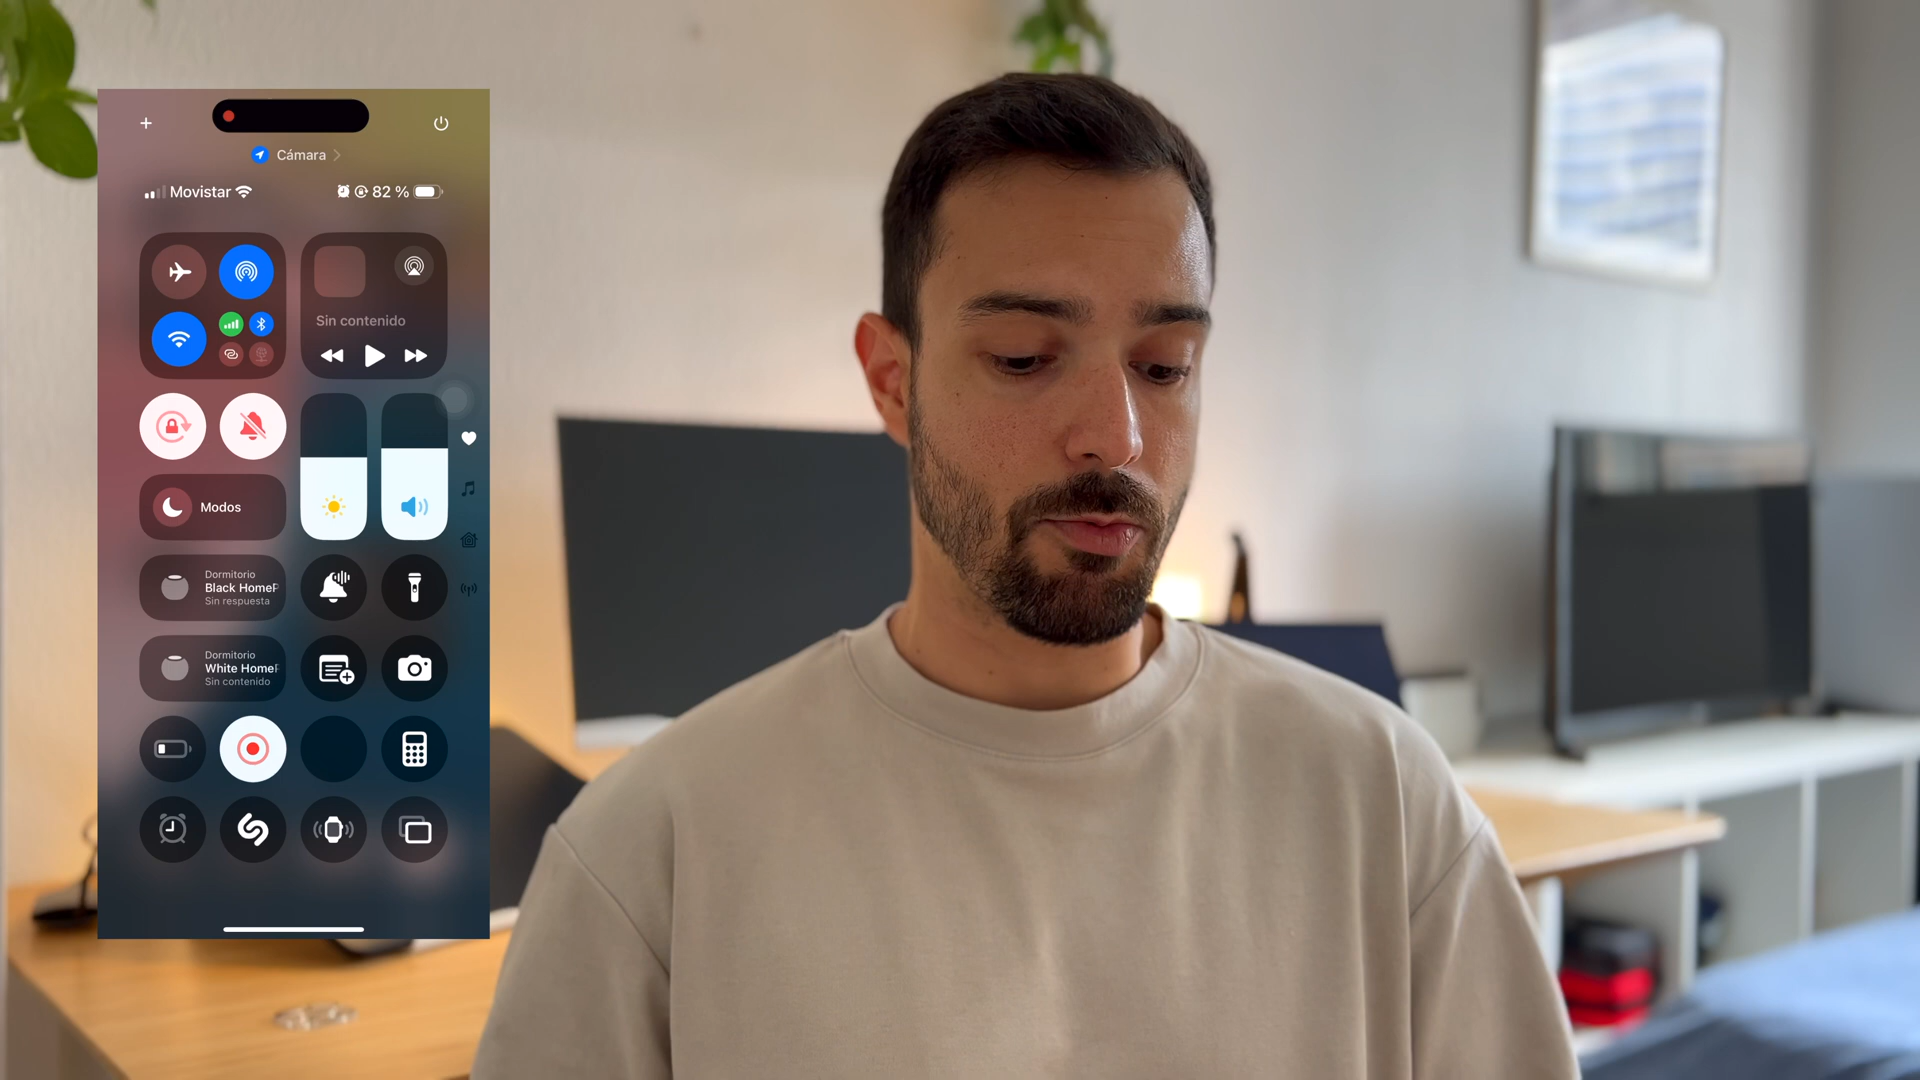 Cámara
Movistar 82 %
Sin contenido
Modos
Dormitorio
Black HomeP
Sin respuesta
Dormitorio
White HomeP
Sin contenido